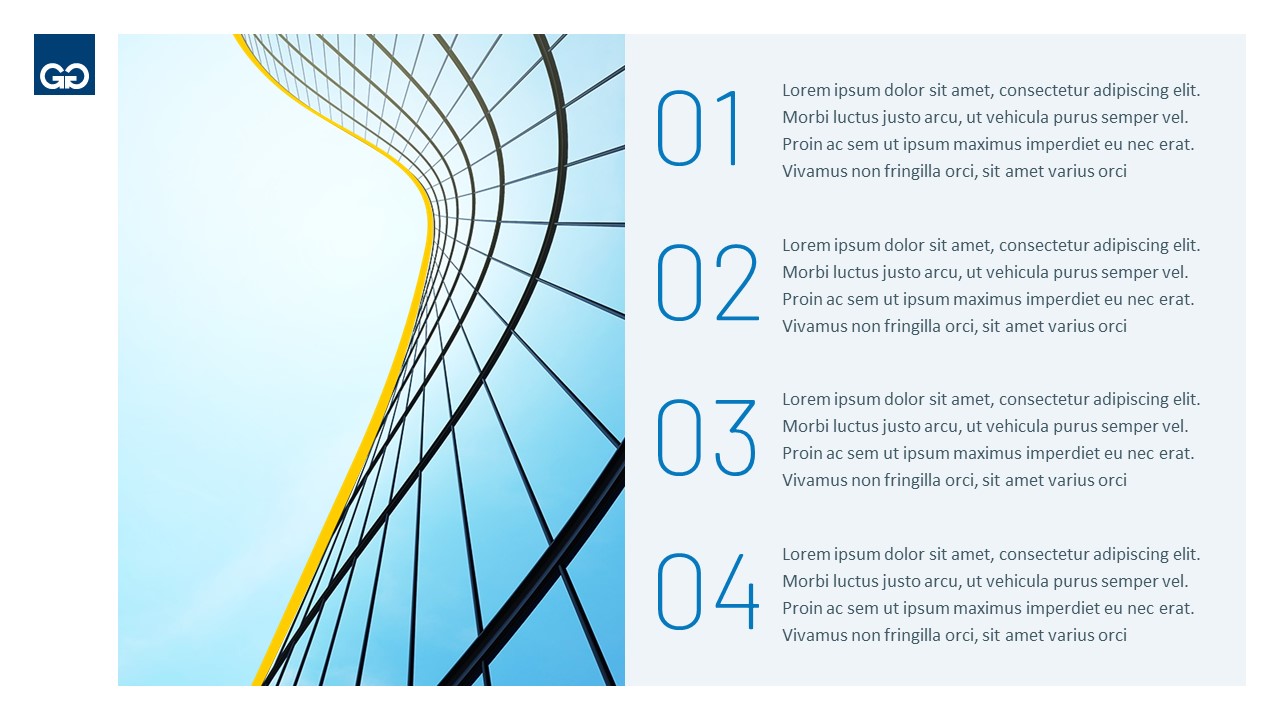 GG
01
Lorem ipsum dolor sit amet, consectetur adipiscing elit.
Morbi luctus justo arcu, ut vehicula purus semper vel.
Proin ac sem ut ipsum maximus imperdiet eu nec erat.
Vivamus non fringilla orci, sit amet varius orci
02
Lorem ipsum dolor sit amet, consectetur adipiscing elit.
Morbi luctus justo arcu, ut vehicula purus semper vel.
Proin ac sem ut ipsum maximus imperdiet eu nec erat.
Vivamus non fringilla orci, sit amet varius orci
03
Lorem ipsum dolor sit amet, consectetur adipiscing elit.
Morbi luctus justo arcu, ut vehicula purus semper vel.
Proin ac sem ut ipsum maximus imperdiet eu nec erat.
Vivamus non fringilla orci, sit amet varius orci
04
Lorem ipsum dolor sit amet, consectetur adipiscing elit.
Morbi luctus justo arcu, ut vehicula purus semper vel.
Proin ac sem ut ipsum maximus imperdiet eu nec erat.
Vivamus non fringilla orci, sit amet varius orci